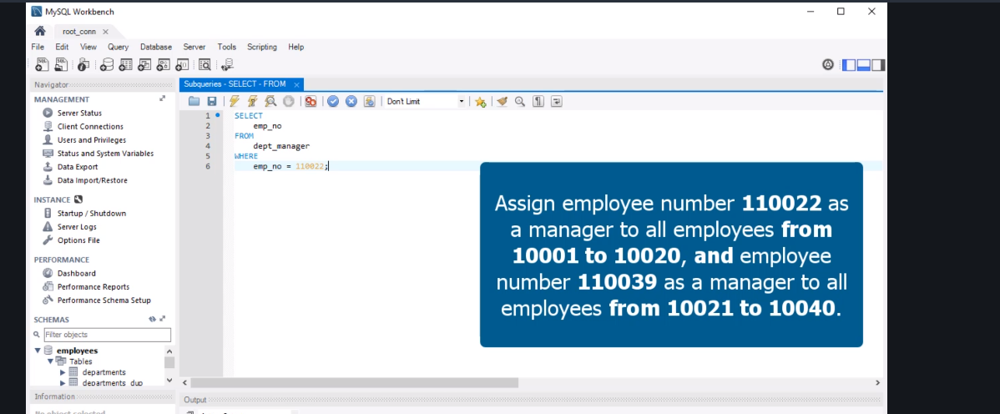 MySQL Workbench
root_conn
File Edit View Query Database Server Tools Scripting Help
Navigator
Subqueries - SELECT - FROM
MANAGEMENT
Server Status
Client Connections
Users and Privileges
Status and System Variables
Data Export
Data Import/Restore
INSTANCE
Startup / Shutdown
Server Logs
Options File
PERFORMANCE
Dashboard
Performance Reports
Performance Schema Setup
SCHEMAS
Filter objects
employees
Tables
departments
departments_dup
Information
No object selected
Don't Limit
1 SELECT
2 emp_no
3 FROM
4 dept_manager
5 WHERE
6 emp_no = 110022;
Assign employee number 110022 as
a manager to all employees from
10001 to 10020, and employee
number 110039 as a manager to all
employees from 10021 to 10040.
Output